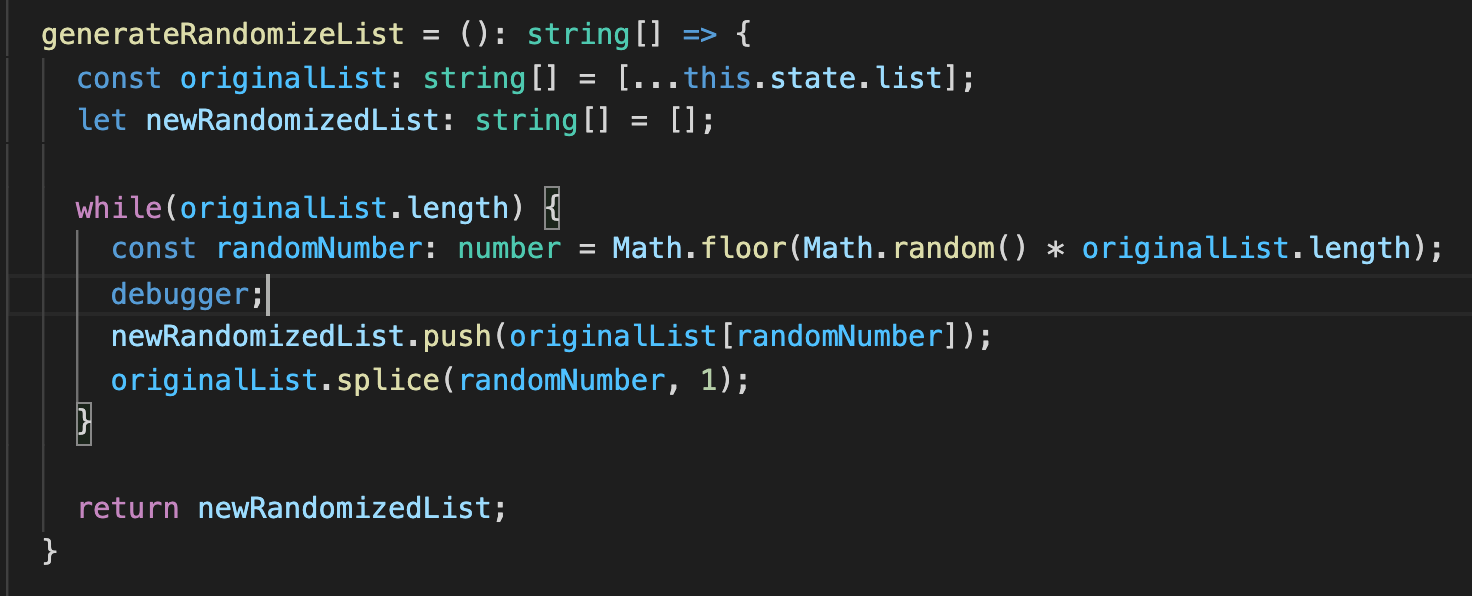 generateRandomizeList = (): string[] => {
const originalList: string[] = [...this.state.list];
let newRandomizedList: string[] = [];
while(originalList.length) {
const randomNumber: number = Math.floor(Math.random() * originalList.length);
debugger;
newRandomizedList.push(originalList[randomNumber]);
originalList.splice(randomNumber, 1);
}
return newRandomizedList;
}